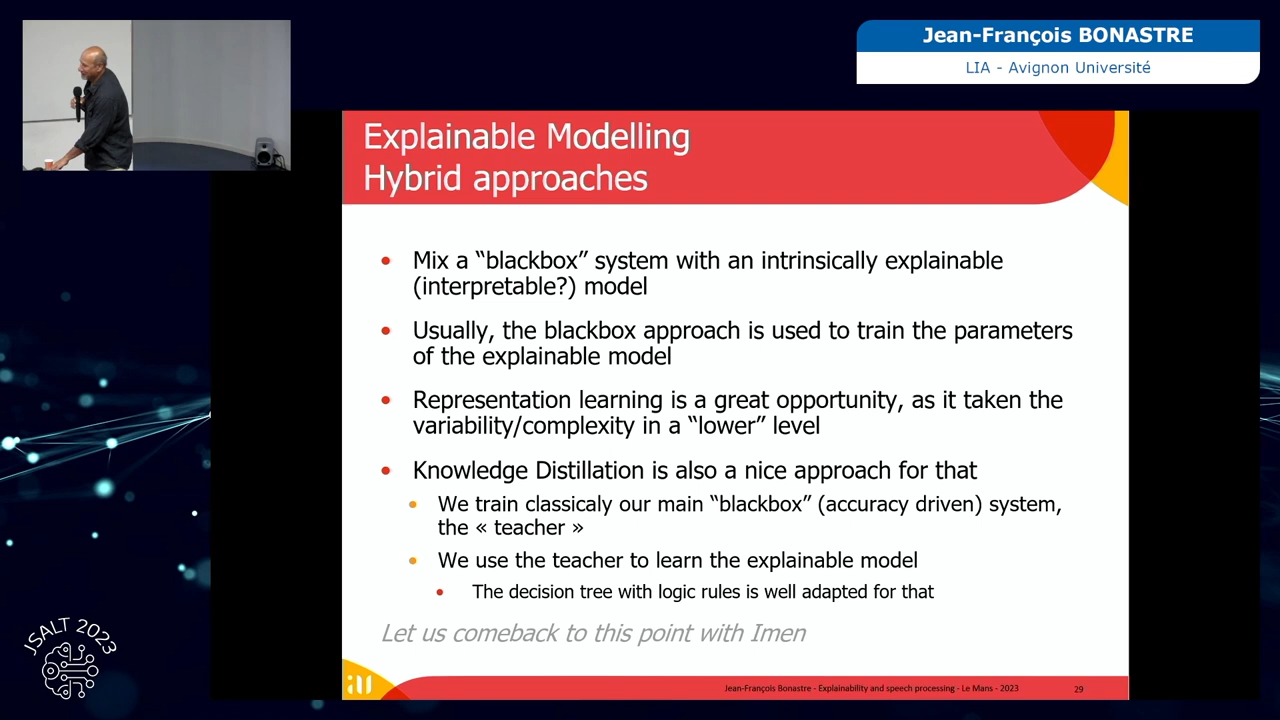 Jean-François BONASTRE
LIA - Avignon Université
Explainable Modelling
Hybrid approaches
• Mix a “blackbox” system with an intrinsically explainable
(interpretable?) model
• Usually, the blackbox approach is used to train the parameters
of the explainable model
• Representation learning is a great opportunity, as it taken the
variability/complexity in a “lower” level
• Knowledge Distillation is also a nice approach for that
• We train classicaly our main “blackbox” (accuracy driven) system,
the « teacher »
• We use the teacher to learn the explainable model
• The decision tree with logic rules is well adapted for that
Let us comeback to this point with Imen
JSALT 2023
au
Jean-François Bonastre - Explainability and speech processing - Le Mans - 2023
29